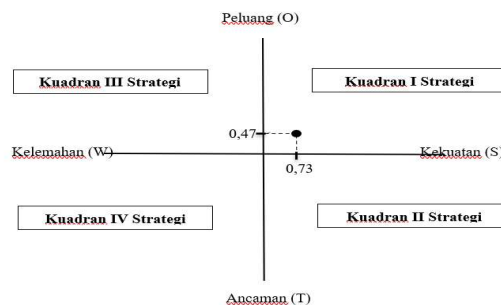 Peluang (O)
Kuadran III Strategi
Kuadran I Strategi
0,47
Kelemahan (W)
Kekuatan (S)
0,73
Kuadran IV Strategi
Kuadran II Strategi
Ancaman (T)